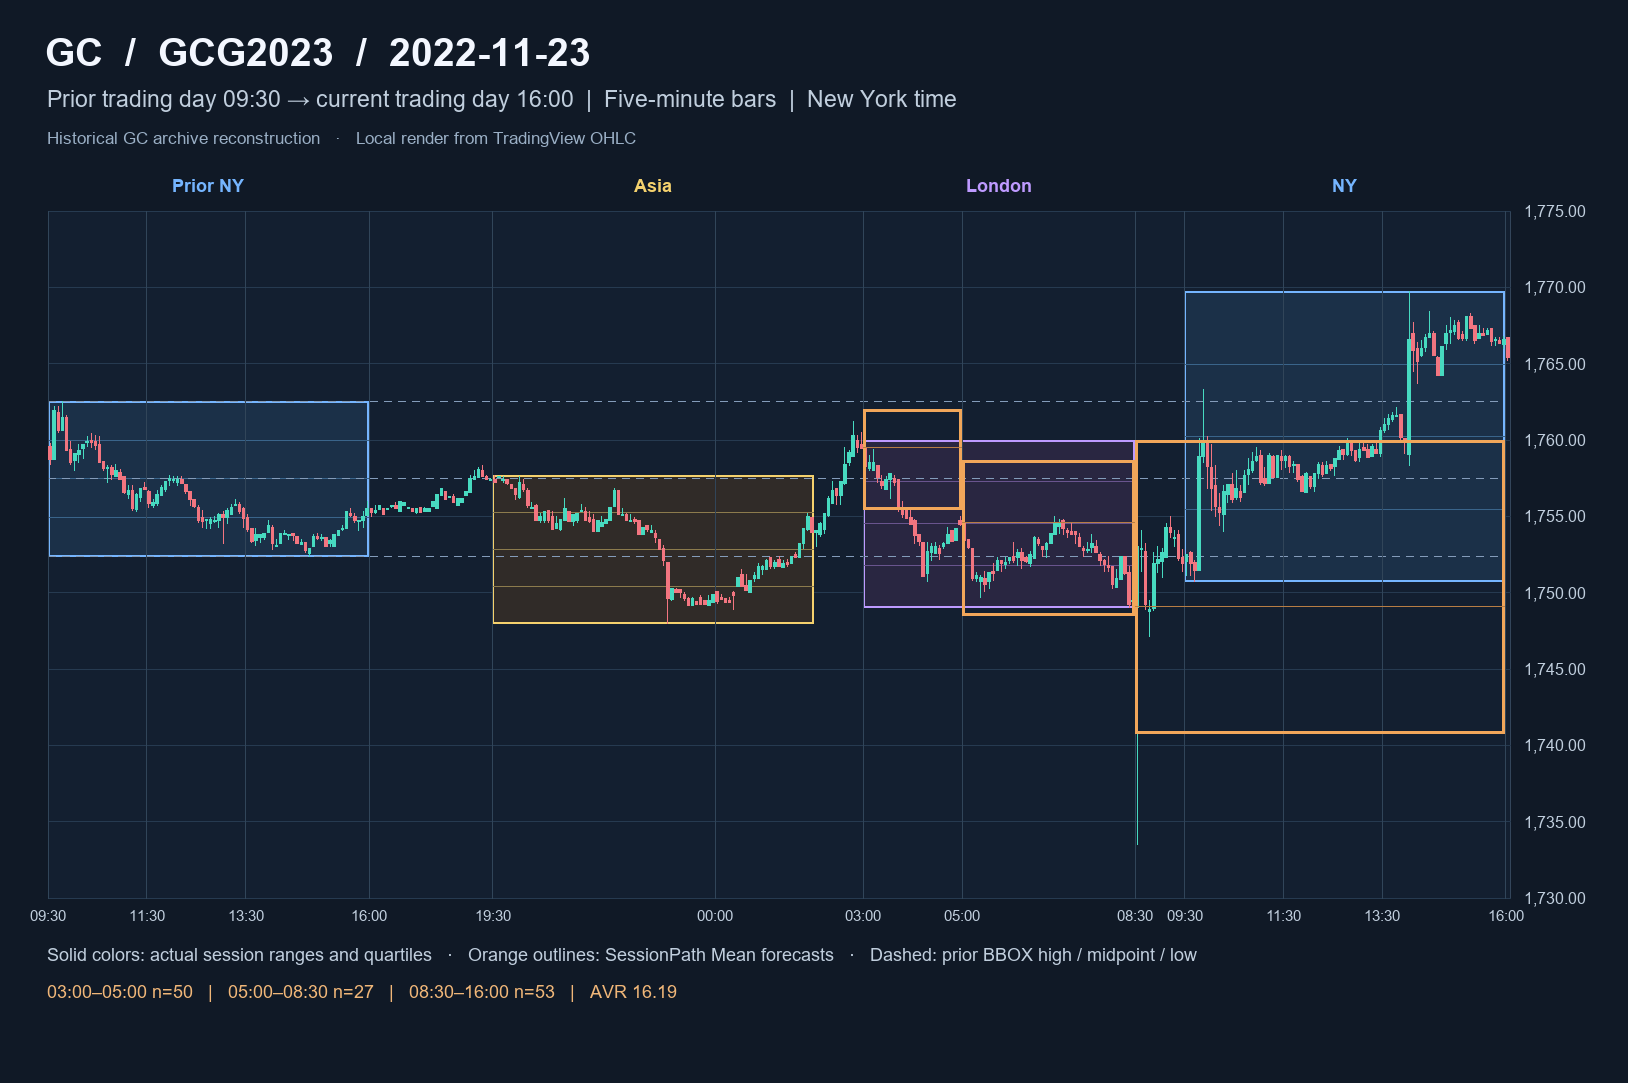 GC / GCG2023 / 2022-11-23
Prior trading day 09:30 → current trading day 16:00 | Five-minute bars | New York time
Historical GC archive reconstruction · Local render from TradingView OHLC
Prior NY Asia London NY
1,775.00
1,770.00
1,765.00
1,760.00
1,755.00
1,750.00
1,745.00
1,740.00
1,735.00
1,730.00
09:30 11:30 13:30 16:00 19:30 00:00 03:00 05:00 08:30 09:30 11:30 13:30 16:00
Solid colors: actual session ranges and quartiles · Orange outlines: SessionPath Mean forecasts · Dashed: prior BBOX high / midpoint / low
03:00–05:00 n=50 | 05:00–08:30 n=27 | 08:30–16:00 n=53 | AVR 16.19